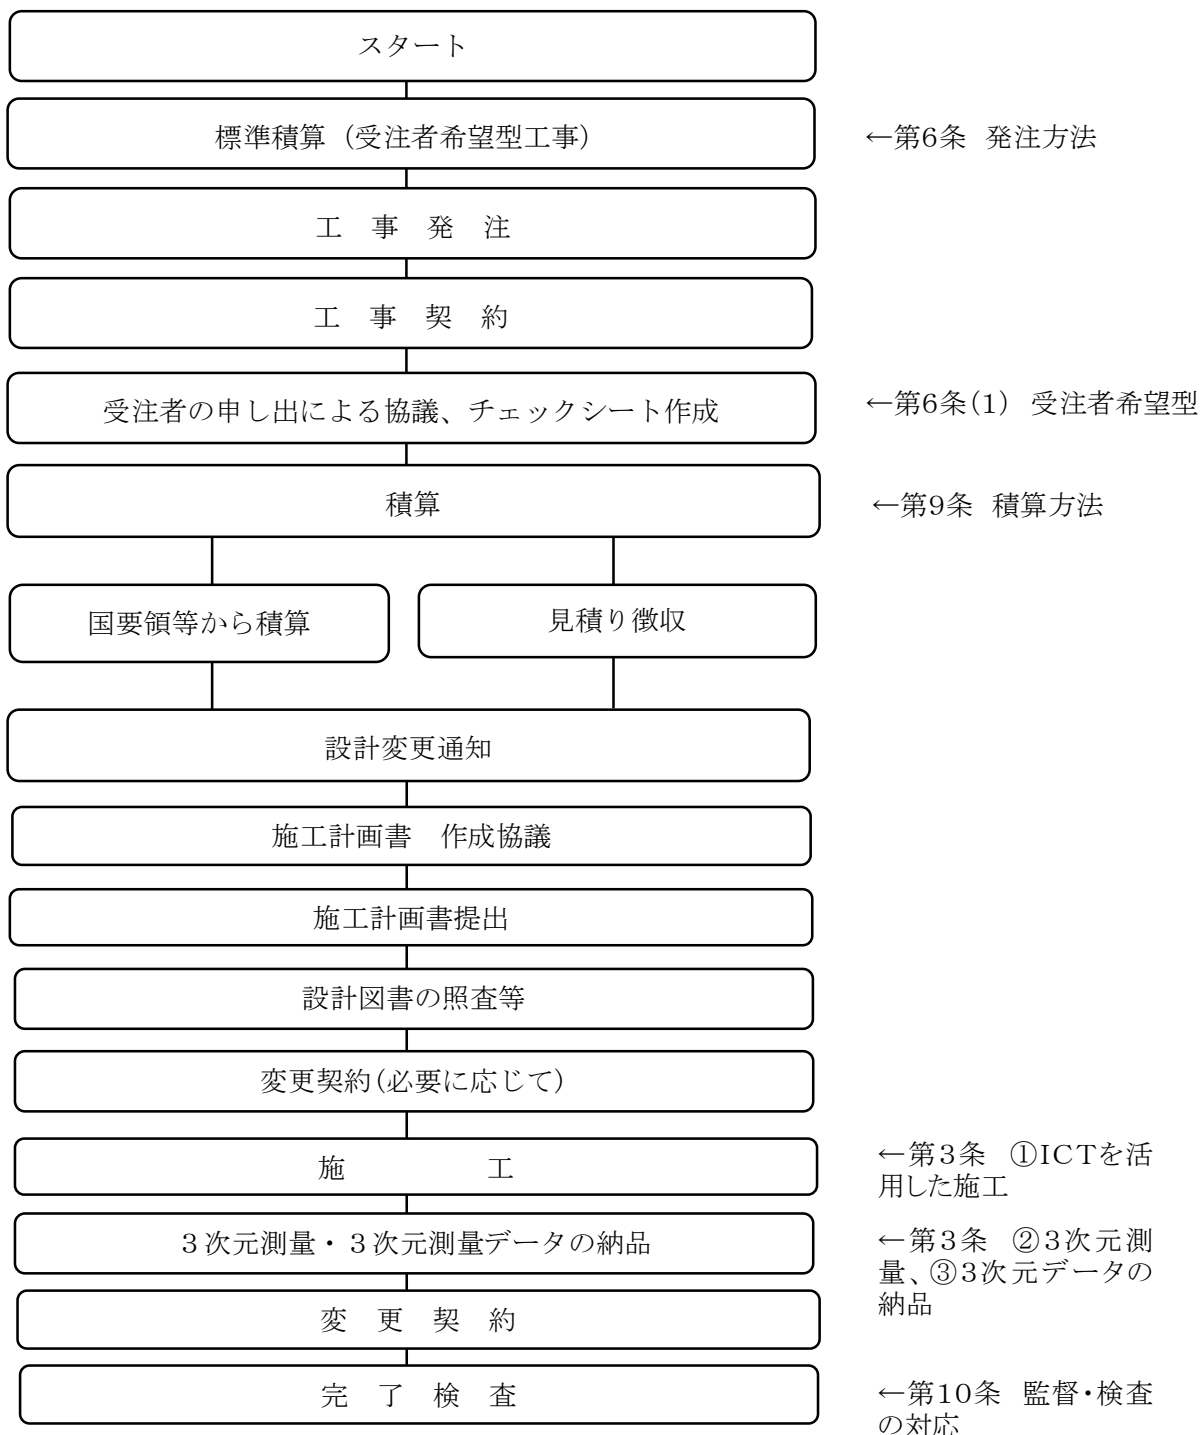 スタート
標準積算（受注者希望型工事）
←第6条　発注方法
工　事　発　注
工　事　契　約
受注者の申し出による協議、チェックシート作成
←第6条（1）　受注者希望型
積算
←第9条　積算方法
国要領等から積算
見積り徴収
設計変更通知
施工計画書　作成協議
施工計画書提出
設計図書の照査等
変更契約（必要に応じて）
施　　　　　工
←第３条　①ICTを活
用した施工
３次元測量・３次元測量データの納品
←第３条　②３次元測
量、③３次元データの
納品
変　更　契　約
完　了　検　査
←第10条　監督・検査
の対応